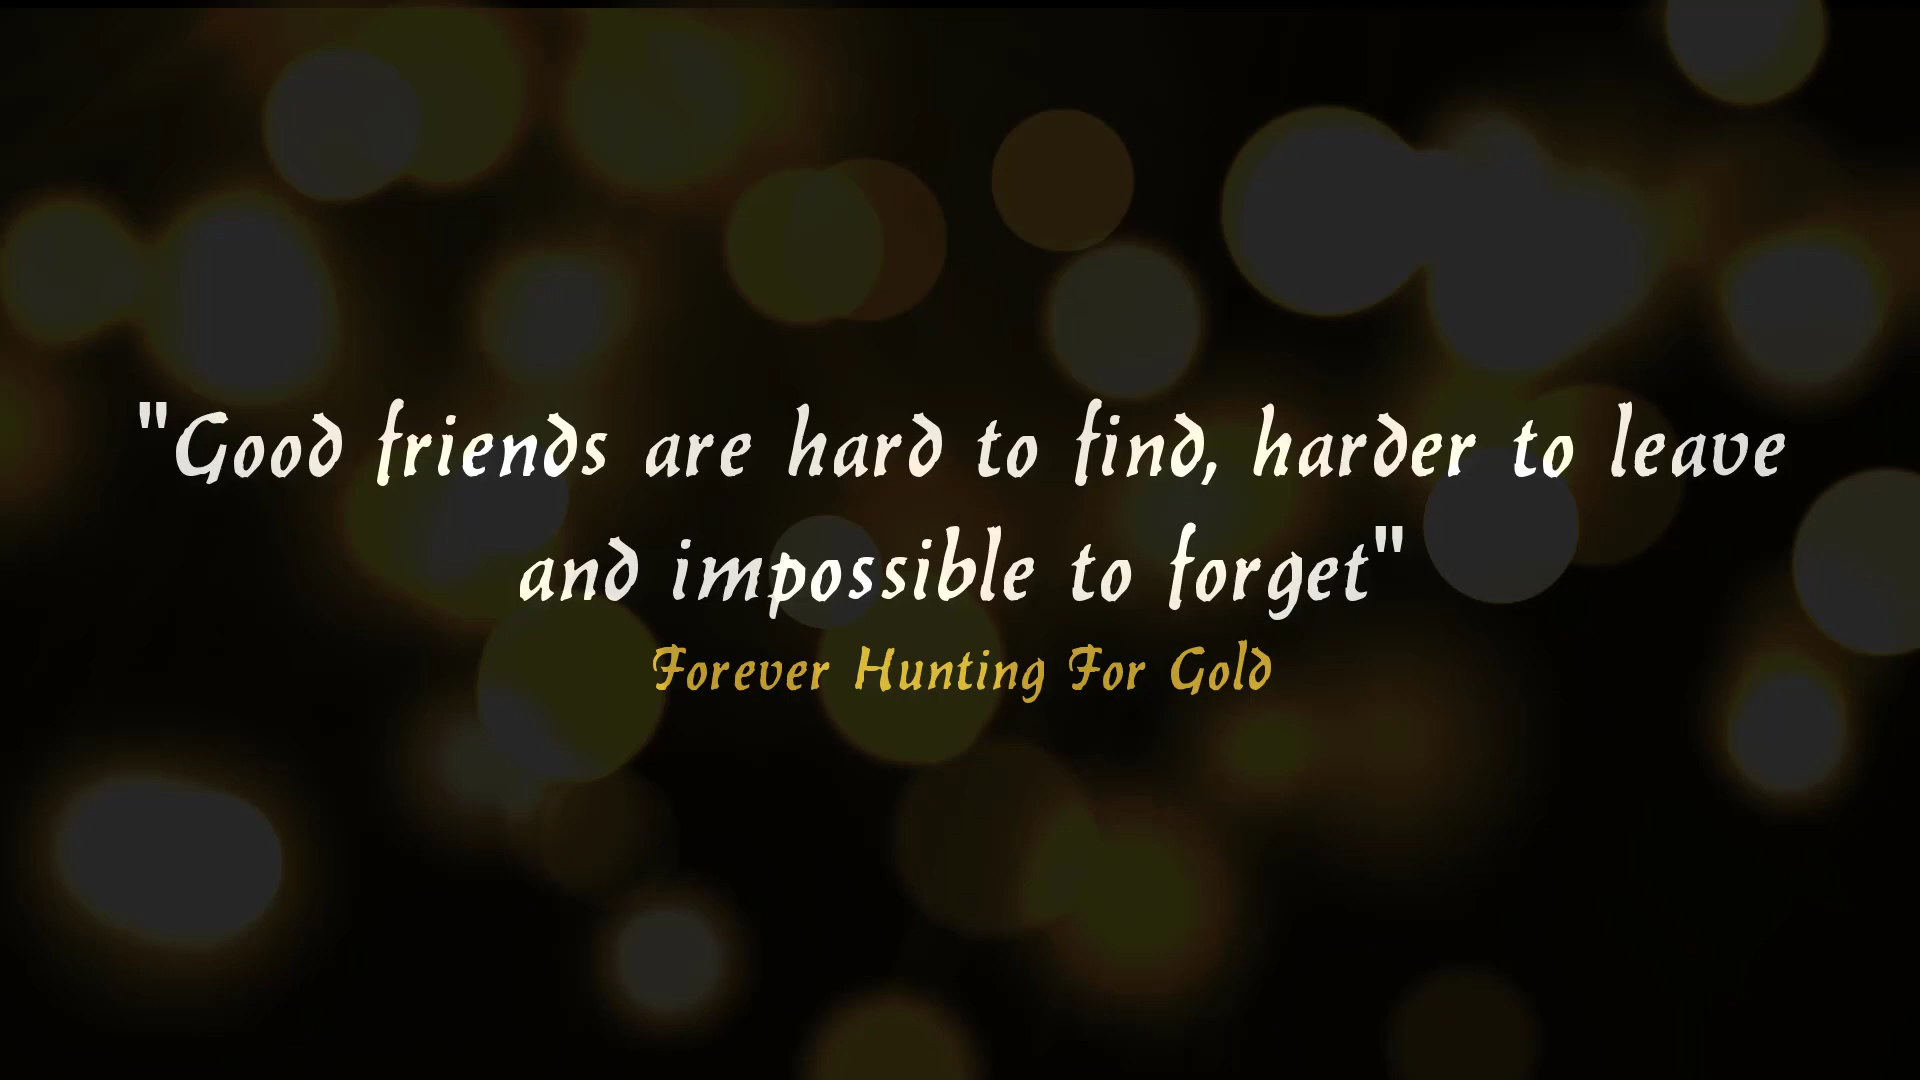 "Good friends are hard to find, harder to leave
and impossible to forget"
Forever Hunting For Gold